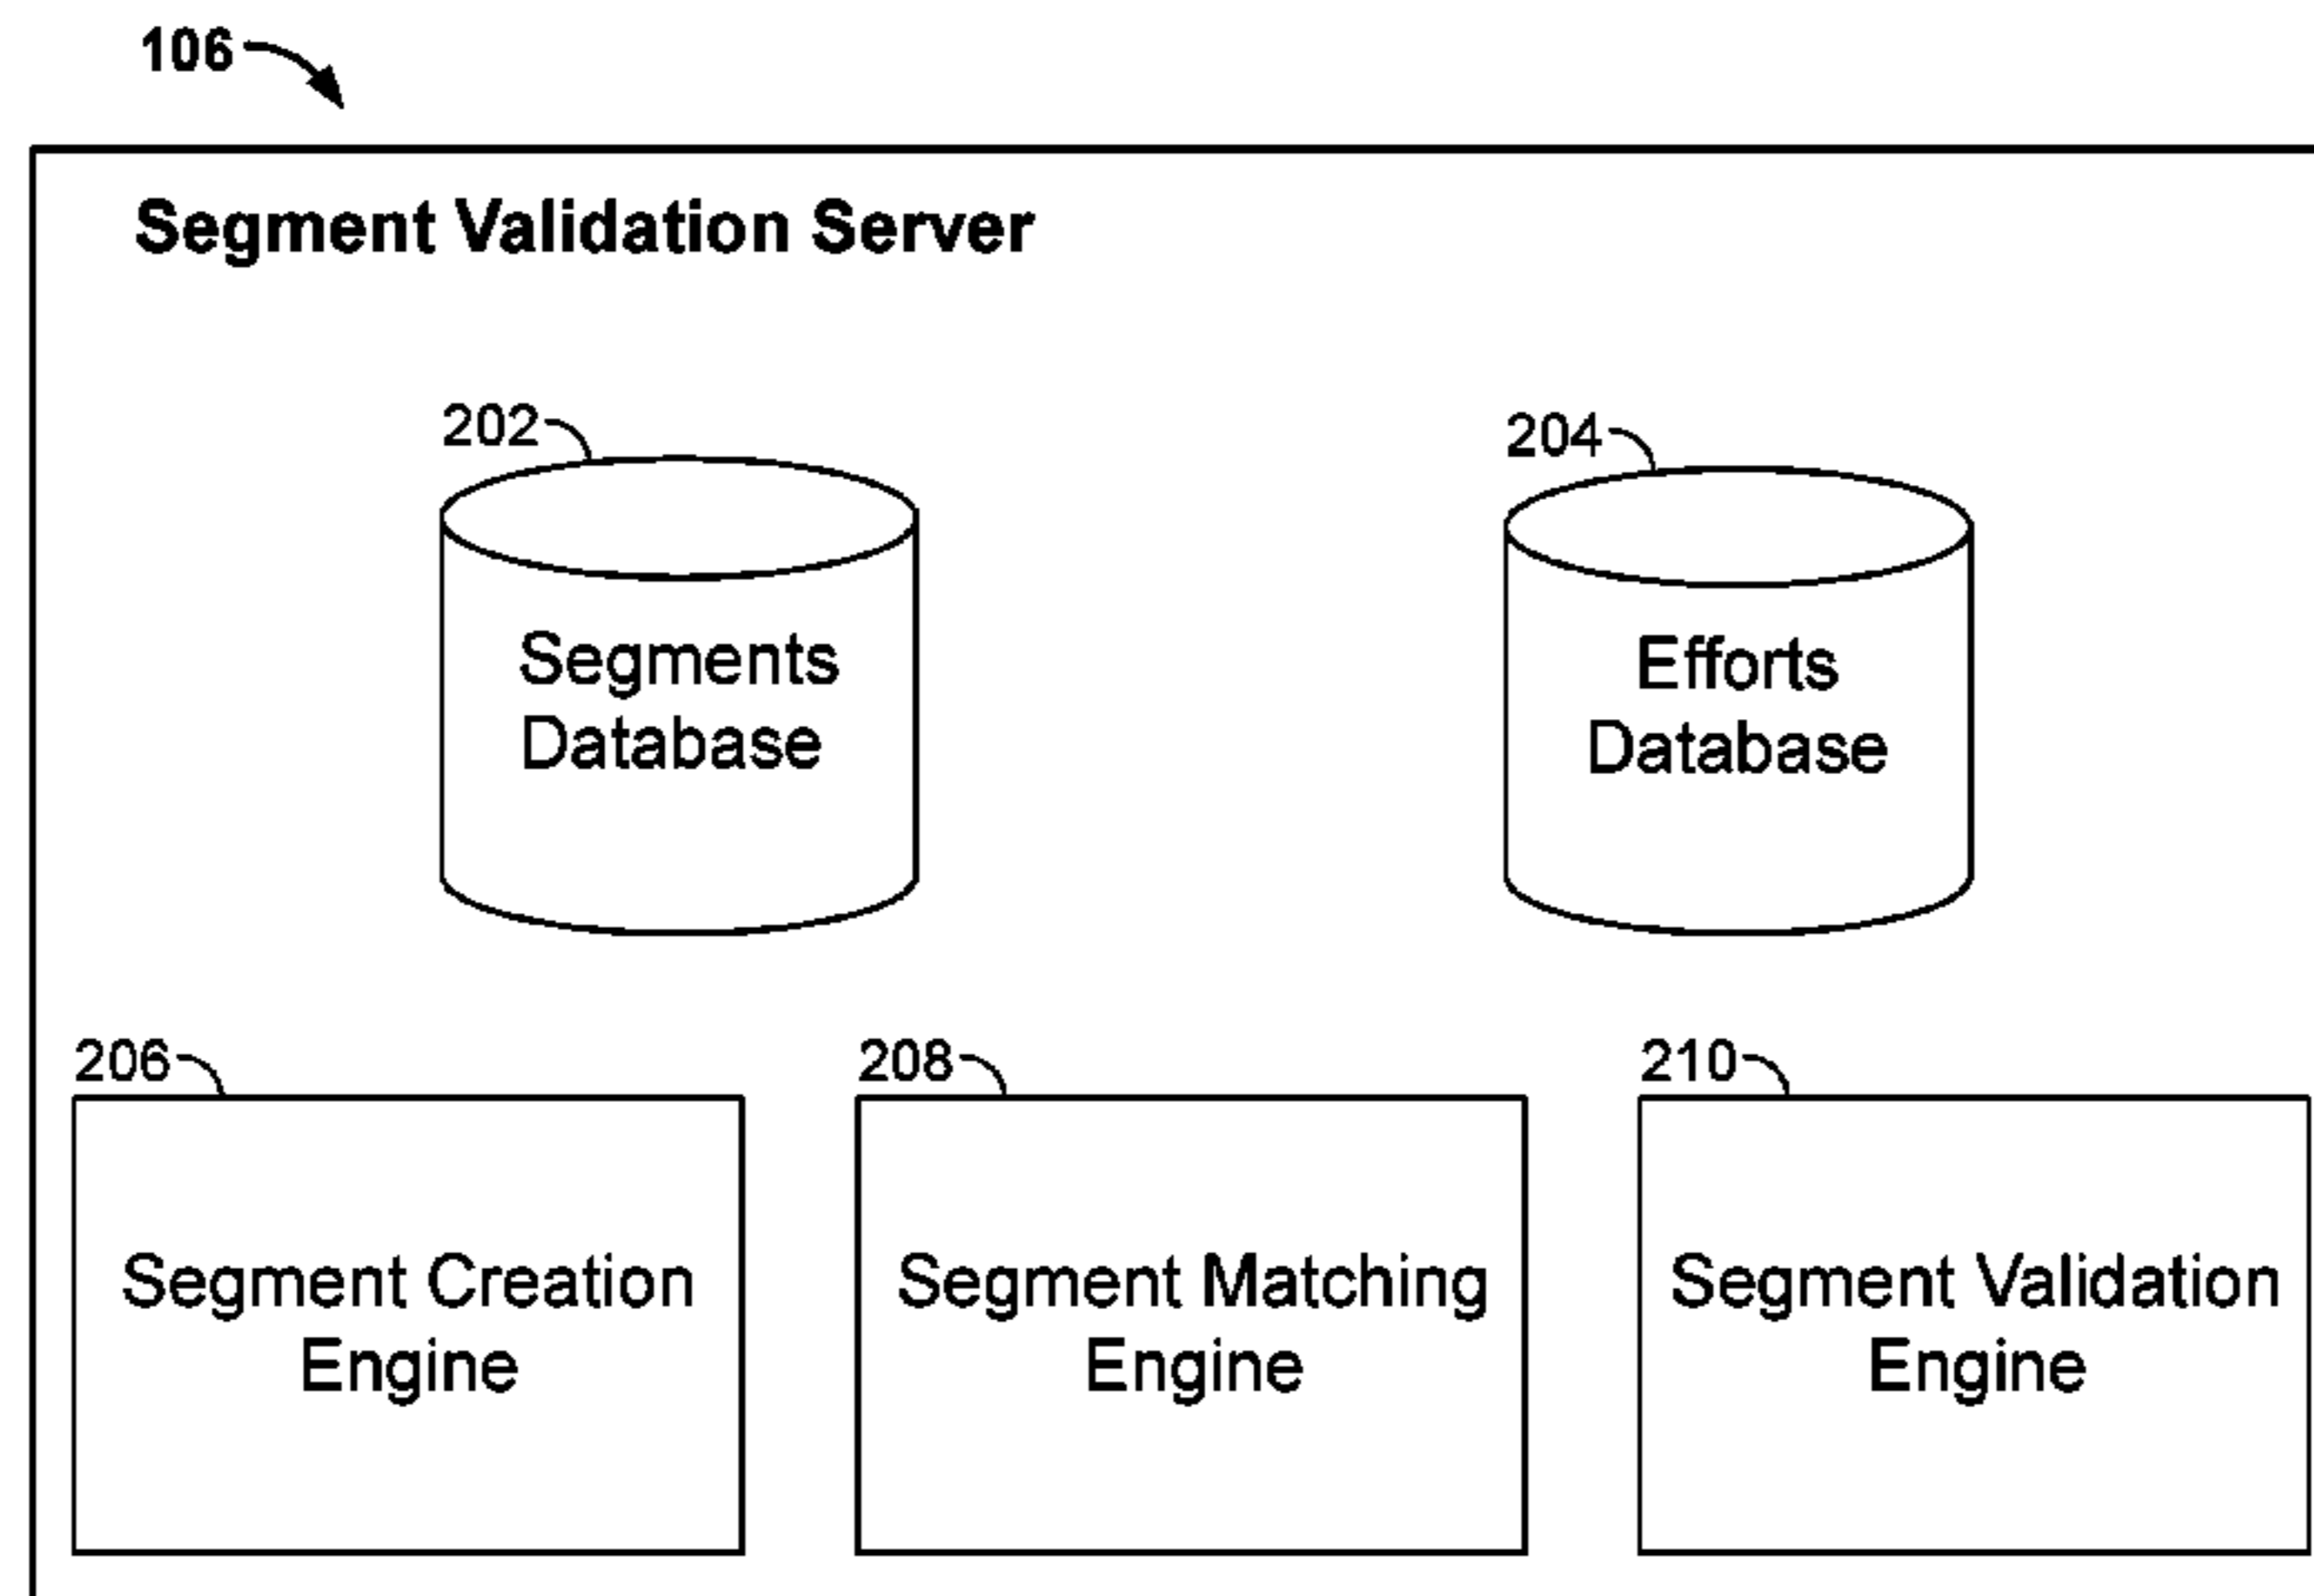 106
Segment Validation Server
202
204
Segments
Database
Efforts
Database
206
208
210
Segment Creation
Engine
Segment Matching
Engine
Segment Validation
Engine